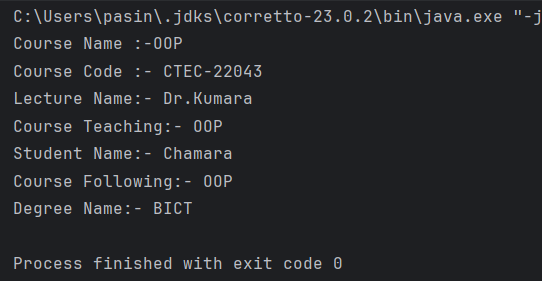 C:\Users\pasin\.jdks\corretto-23.0.2\bin\java.exe "-j
Course Name :-OOP
Course Code :- CTEC-22043
Lecture Name:- Dr.Kumara
Course Teaching:- OOP
Student Name:- Chamara
Course Following:- OOP
Degree Name:- BICT
Process finished with exit code 0